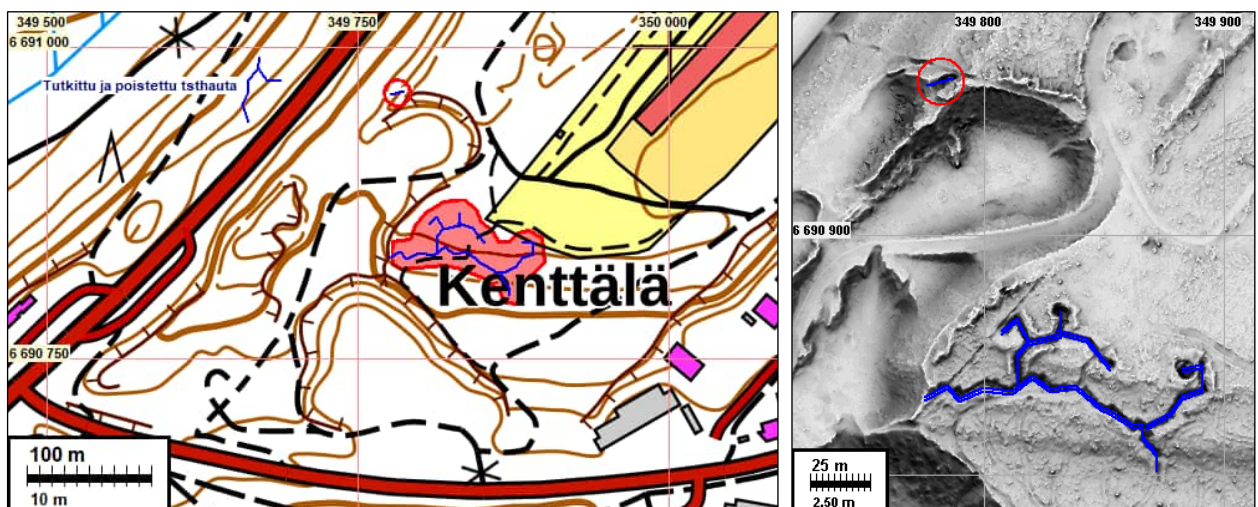 349 500
349 750
350 000
6 691 000
Tutkittu ja poistettu tsthauta
Kenttälä
6 690 750
100 m
10 m
349 800
349 900
6 690 900
25 m
2.50 m